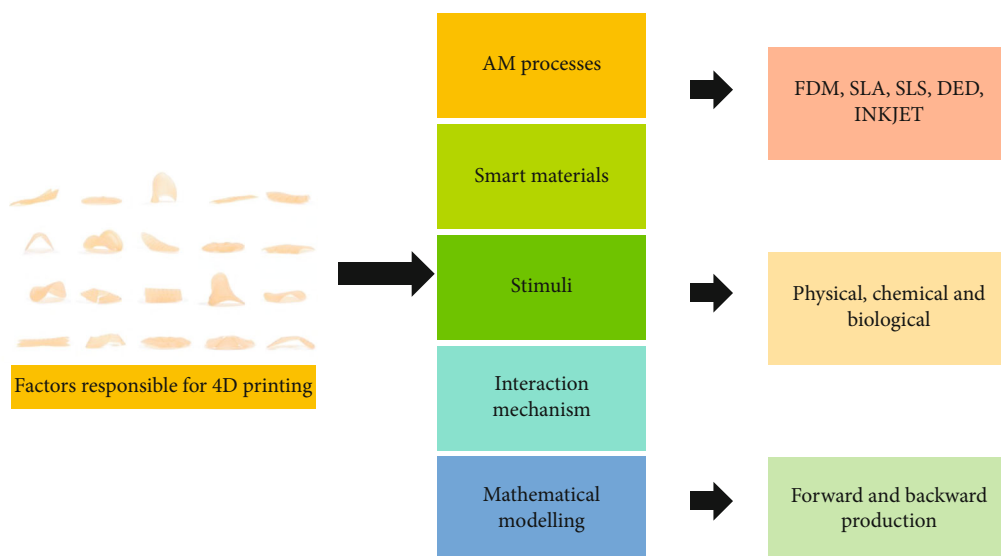 Factors responsible for 4D printing
AM processes
Smart materials
Stimuli
Interaction
mechanism
Mathematical
modelling
FDM, SLA, SLS, DED,
INKJET
Physical, chemical and
biological
Forward and backward
production